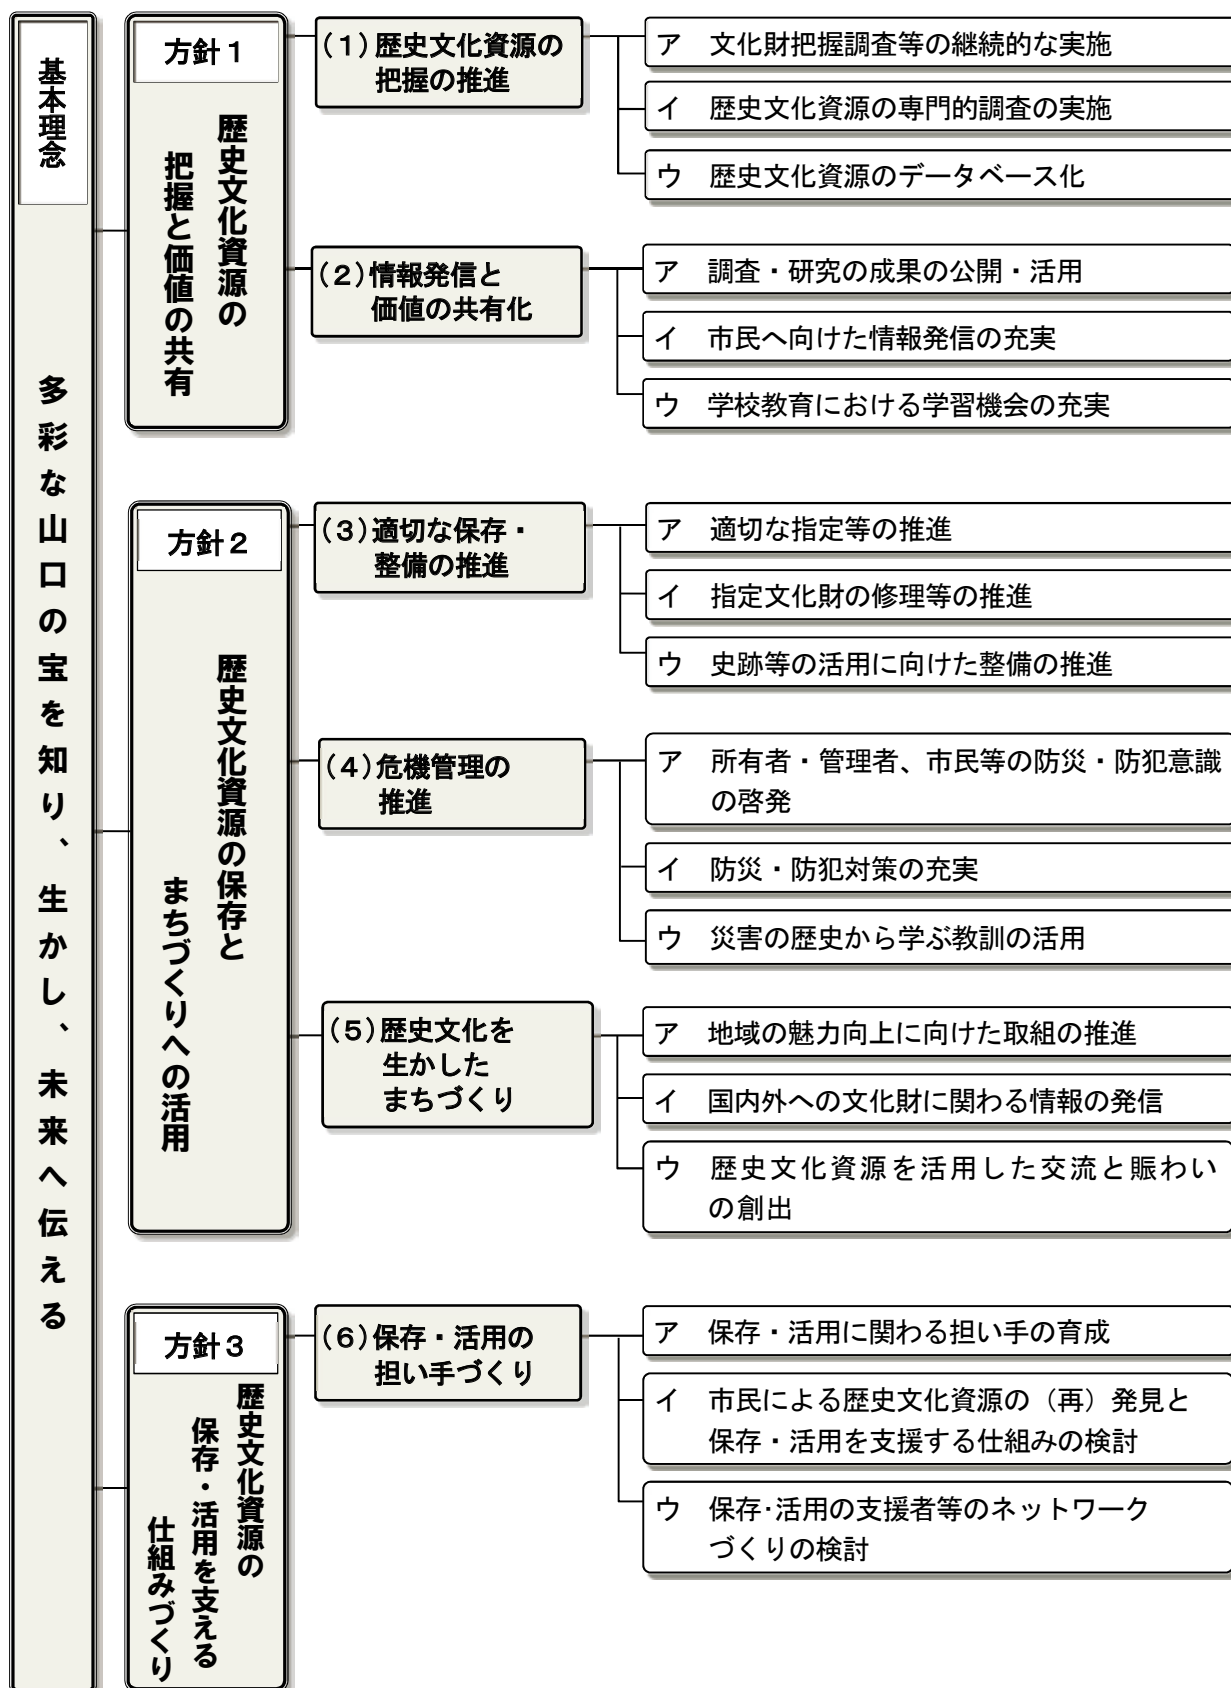 基本理念
多彩な山口の宝を知り、生かし、未来へ伝える
方針1
歴史文化資源の
把握と価値の共有
(1)歴史文化資源の
把握の推進
ア 文化財把握調査等の継続的な実施
イ 歴史文化資源の専門的調査の実施
ウ 歴史文化資源のデータベース化
(2)情報発信と
価値の共有化
ア 調査・研究の成果の公開・活用
イ 市民へ向けた情報発信の充実
ウ 学校教育における学習機会の充実
方針2
歴史文化資源の保存と
まちづくりへの活用
(3)適切な保存・
整備の推進
ア 適切な指定等の推進
イ 指定文化財の修理等の推進
ウ 史跡等の活用に向けた整備の推進
(4)危機管理の
推進
ア 所有者・管理者、市民等の防災・防犯意識
の啓発
イ 防災・防犯対策の充実
ウ 災害の歴史から学ぶ教訓の活用
(5)歴史文化を
生かした
まちづくり
ア 地域の魅力向上に向けた取組の推進
イ 国内外への文化財に関わる情報の発信
ウ 歴史文化資源を活用した交流と賑わい
の創出
方針3
歴史文化資源の
保存・活用を支える
仕組みづくり
(6)保存・活用の
担い手づくり
ア 保存・活用に関わる担い手の育成
イ 市民による歴史文化資源の(再)発見と
保存・活用を支援する仕組みの検討
ウ 保存・活用の支援者等のネットワーク
づくりの検討